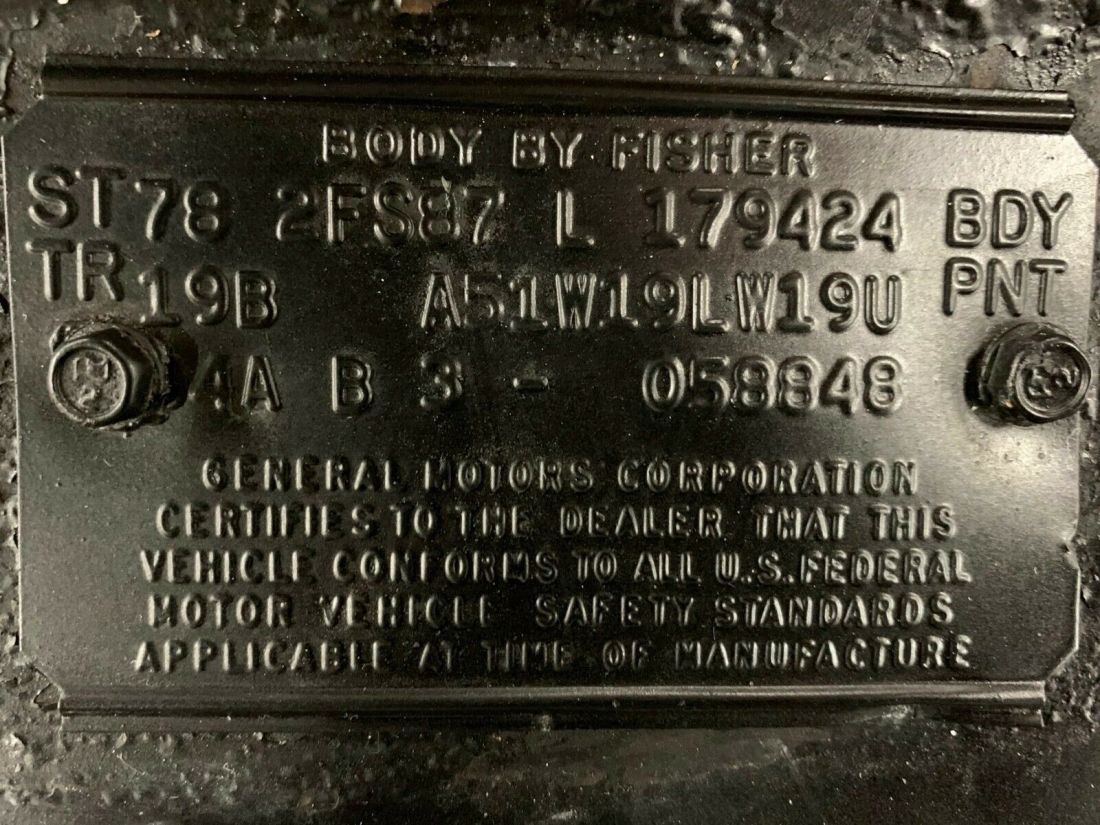 BODY BY FISHER
ST78 2FS87 L 179424 BDY
TR 19B A51W19LW19U PNT
4A B 3 - 058848
GENERAL MOTORS CORPORATION
CERTIFIES TO THE DEALER THAT THIS
VEHICLE CONFORMS TO ALL U.S. FEDERAL
MOTOR VEHICLE SAFETY STANDARDS
APPLICABLE AT TIME OF MANUFACTURE